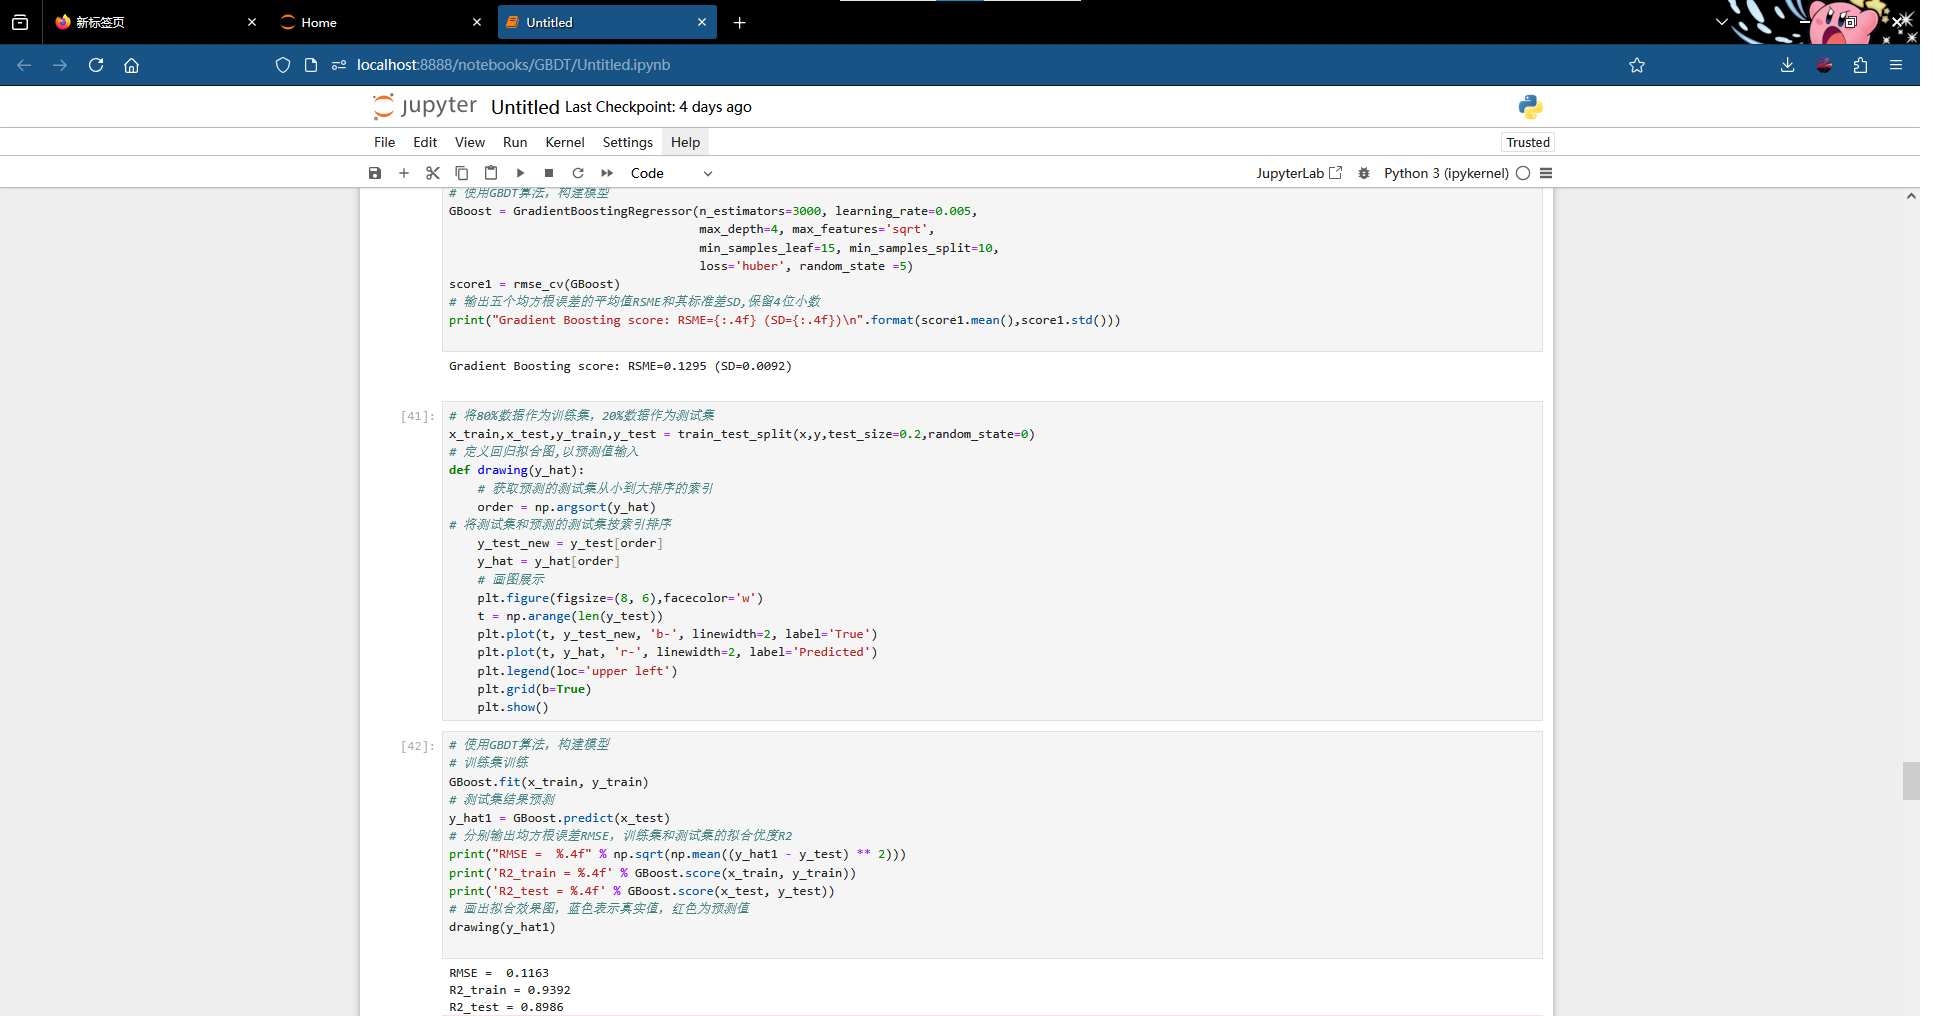 新标签页
Home
Untitled
localhost:8888/notebooks/GBDT/Untitled.ipynb
jupyter Untitled Last Checkpoint: 4 days ago
File Edit View Run Kernel Settings Help Trusted
Code JupyterLab Python 3 (ipykernel)
# 使用GBDT算法，构建模型
GBoost = GradientBoostingRegressor(n_estimators=3000, learning_rate=0.005,
max_depth=4, max_features='sqrt',
min_samples_leaf=15, min_samples_split=10,
loss='huber', random_state =5)
score1 = rmse_cv(GBoost)
# 输出五个均方根误差的平均值RSME和其标准差SD,保留4位小数
print("Gradient Boosting score: RSME={:.4f} (SD={:.4f})\n".format(score1.mean(),score1.std()))
Gradient Boosting score: RSME=0.1295 (SD=0.0092)
[41]:
# 将80%数据作为训练集，20%数据作为测试集
x_train,x_test,y_train,y_test = train_test_split(x,y,test_size=0.2,random_state=0)
# 定义回归拟合图,以预测值输入
def drawing(y_hat):
# 获取预测的测试集从小到大排序的索引
order = np.argsort(y_hat)
# 将测试集和预测的测试集按索引排序
y_test_new = y_test[order]
y_hat = y_hat[order]
# 画图展示
plt.figure(figsize=(8, 6),facecolor='w')
t = np.arange(len(y_test))
plt.plot(t, y_test_new, 'b-', linewidth=2, label='True')
plt.plot(t, y_hat, 'r-', linewidth=2, label='Predicted')
plt.legend(loc='upper left')
plt.grid(b=True)
plt.show()
[42]:
# 使用GBDT算法，构建模型
# 训练集训练
GBoost.fit(x_train, y_train)
# 测试集结果预测
y_hat1 = GBoost.predict(x_test)
# 分别输出均方根误差RMSE，训练集和测试集的拟合优度R2
print("RMSE =  %.4f" % np.sqrt(np.mean((y_hat1 - y_test) ** 2)))
print('R2_train = %.4f' % GBoost.score(x_train, y_train))
print('R2_test = %.4f' % GBoost.score(x_test, y_test))
# 画出拟合效果图，蓝色表示真实值，红色为预测值
drawing(y_hat1)
RMSE =  0.1163
R2_train = 0.9392
R2_test = 0.8986